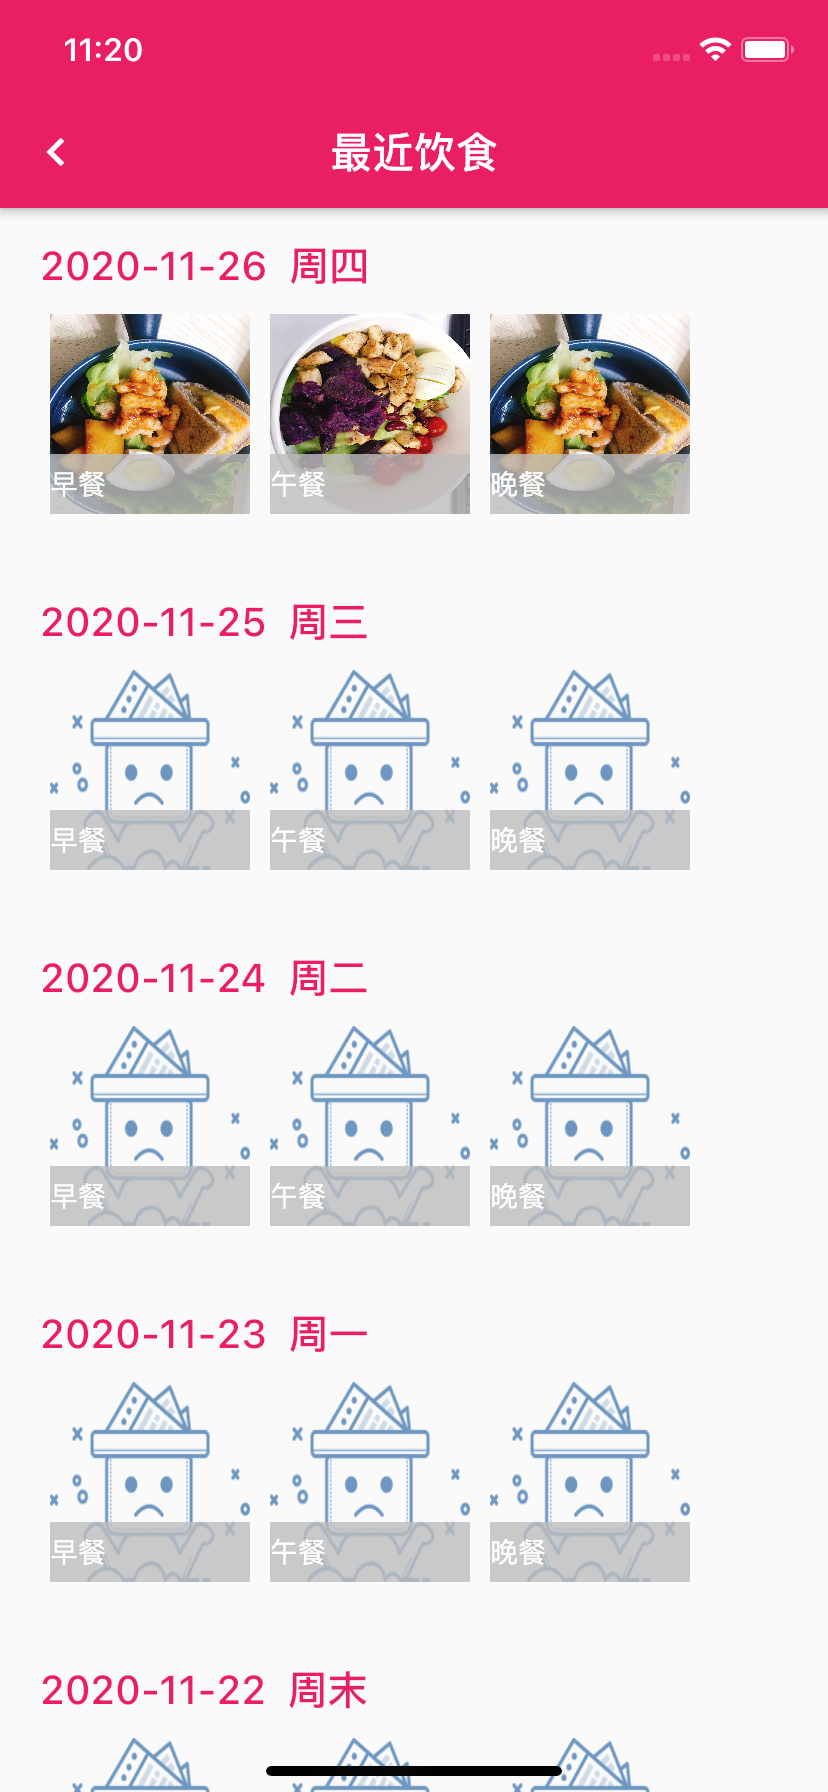 11:20
最近饮食
2020-11-26 周四
早餐 午餐 晚餐
2020-11-25 周三
早餐 午餐 晚餐
2020-11-24 周二
早餐 午餐 晚餐
2020-11-23 周一
早餐 午餐 晚餐
2020-11-22 周末